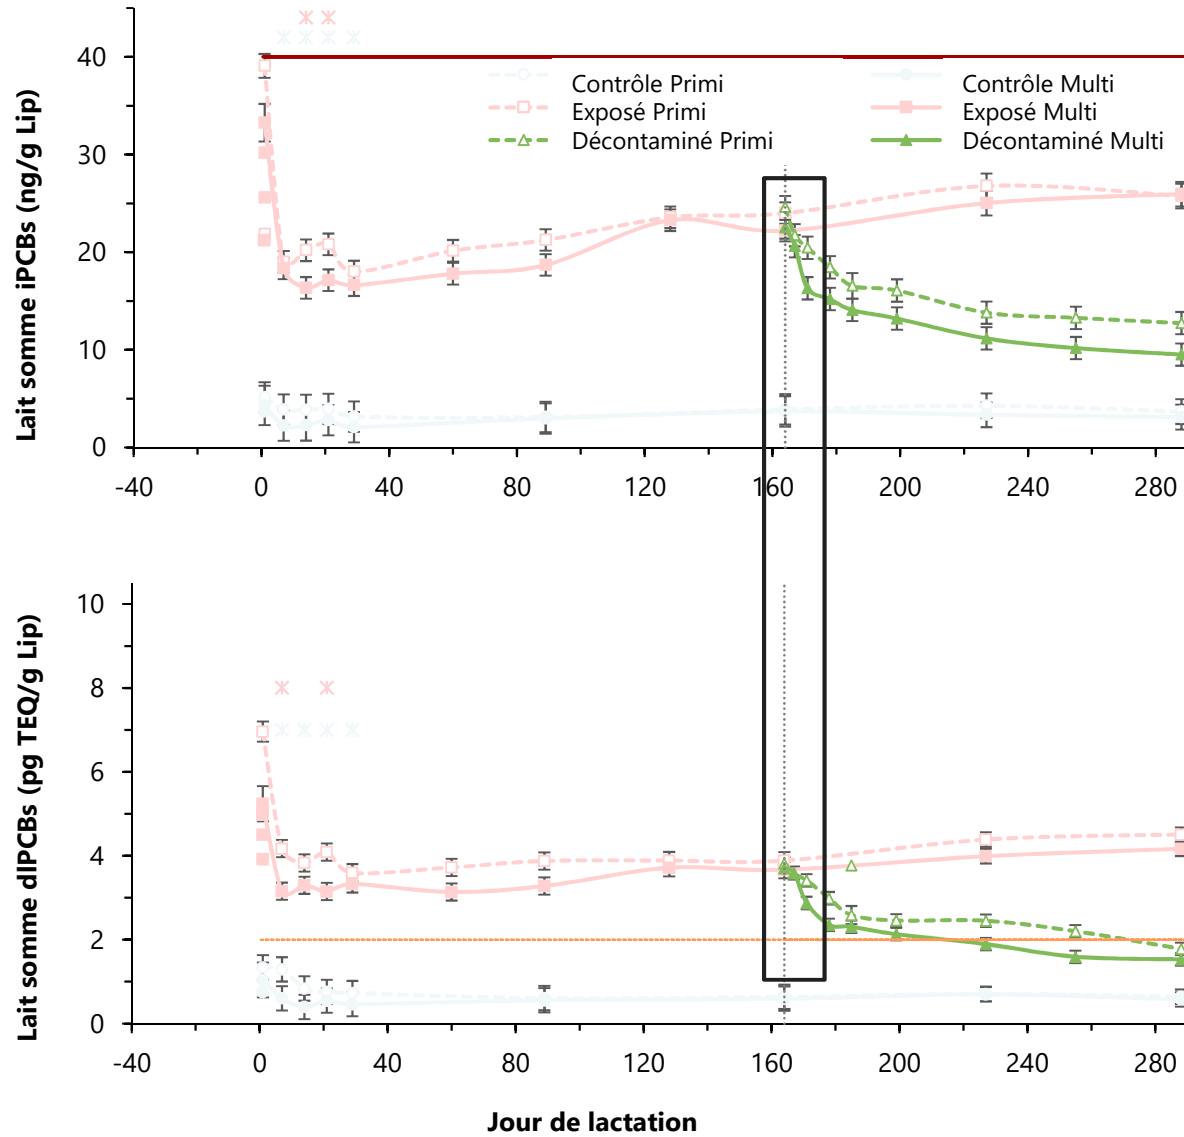 Lait somme iPCBs (ng/g Lip)
40
30
20
10
0
Contrôle Primi
Contrôle Multi
Exposé Primi
Exposé Multi
Décontaminé Primi
Décontaminé Multi
-40 0 40 80 120 160 200 240 280
Lait somme dlPCBs (pg TEQ/g Lip)
10
8
6
4
2
0
-40 0 40 80 120 160 200 240 280
Jour de lactation